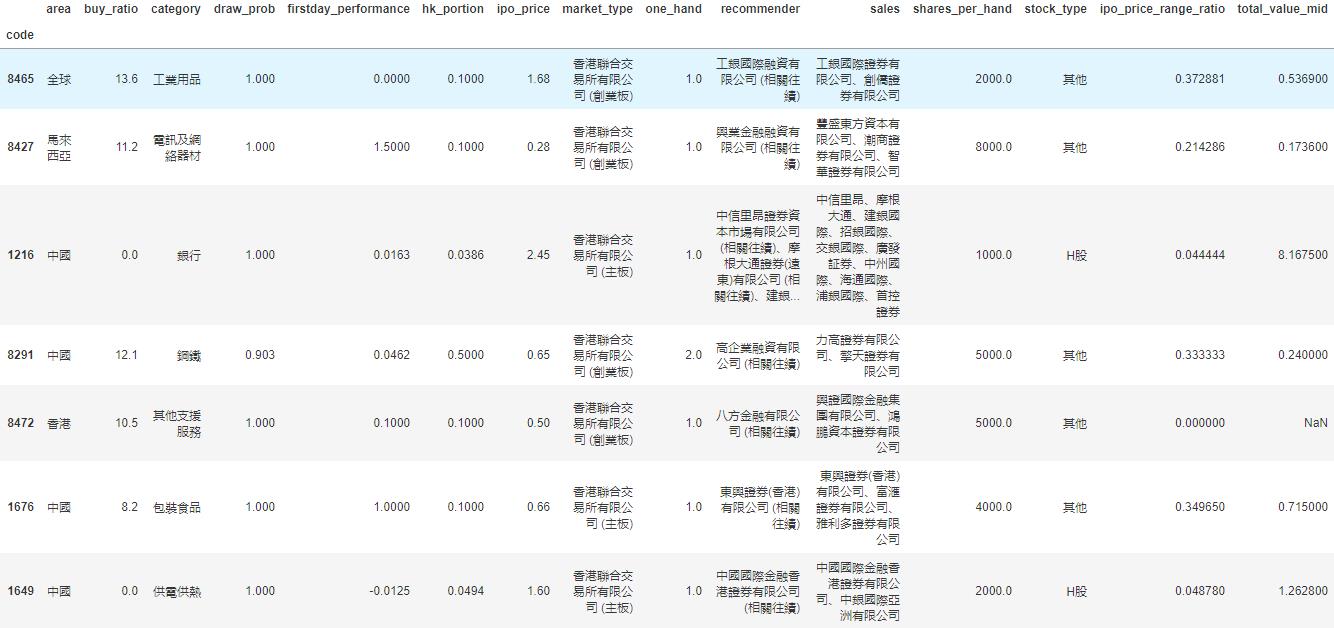 area buy_ratio category draw_prob firstday_performance hk_portion ipo_price market_type one_hand recommender sales shares_per_hand stock_type ipo_price_range_ratio total_value_mid
code
8465 全球 13.6 工業用品 1.000 0.0000 0.1000 1.68 香港聯合交易所有限公司 (創業板) 1.0 工銀國際融資有限公司 (相關往績) 工銀國際證券有限公司、創僑證券有限公司 2000.0 其他 0.372881 0.536900
8427 馬來西亞 11.2 電訊及網絡器材 1.000 1.5000 0.1000 0.28 香港聯合交易所有限公司 (創業板) 1.0 興業金融融資有限公司 (相關往績) 豐盛東方資本有限公司、潮商證券有限公司、智華證券有限公司 8000.0 其他 0.214286 0.173600
1216 中國 0.0 銀行 1.000 0.0163 0.0386 2.45 香港聯合交易所有限公司 (主板) 1.0 中信里昂證券資本市場有限公司 (相關往績)、摩根大通證券(遠東)有限公司 (相關往績)、建銀... 中信里昂、摩根大通、建銀國際、招銀國際、交銀國際、廣發証券、中州國際、海通國際、浦銀國際、首控證券 1000.0 H股 0.044444 8.167500
8291 中國 12.1 鋼鐵 0.903 0.0462 0.5000 0.65 香港聯合交易所有限公司 (創業板) 2.0 高企業融資有限公司 (相關往績) 力高證券有限公司、擎天證券有限公司 5000.0 其他 0.333333 0.240000
8472 香港 10.5 其他支援服務 1.000 0.1000 0.1000 0.50 香港聯合交易所有限公司 (創業板) 1.0 八方金融有限公司 (相關往績) 興證國際金融集團有限公司、鴻鵬資本證券有限公司 5000.0 其他 0.000000 NaN
1676 中國 8.2 包裝食品 1.000 1.0000 0.1000 0.66 香港聯合交易所有限公司 (主板) 1.0 東興證券(香港)有限公司 (相關往績) 東興證券(香港)有限公司、富滙證券有限公司、雅利多證券有限公司 4000.0 其他 0.349650 0.715000
1649 中國 0.0 供電供熱 1.000 -0.0125 0.0494 1.60 香港聯合交易所有限公司 (主板) 1.0 中國國際金融香港證券有限公司 (相關往績) 中國國際金融香港證券有限公司、中銀國際亞洲有限公司 2000.0 H股 0.048780 1.262800